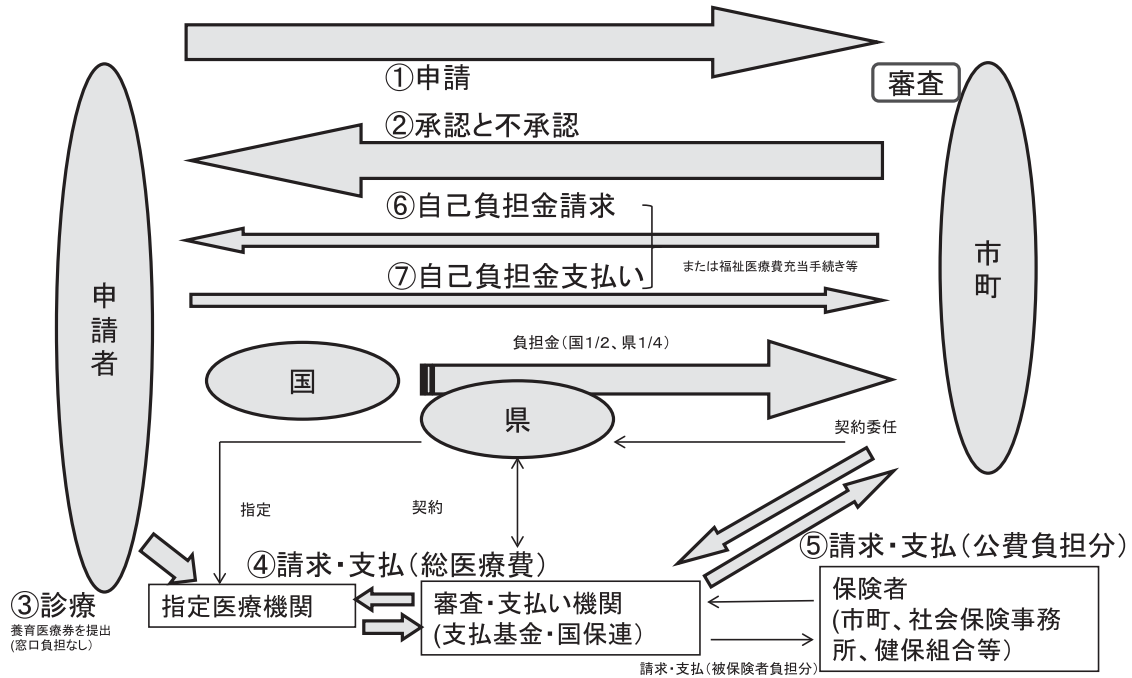 ①申請
審査
②承認と不承認
⑥自己負担金請求
または福祉医療費充当手続き等
⑦自己負担金支払い
申請者
市町
負担金(国1/2、県1/4)
国
県
契約委任
指定
契約
④請求・支払(総医療費)
⑤請求・支払(公費負担分)
③診療
養育医療券を提出
(窓口負担なし)
指定医療機関
審査・支払い機関
(支払基金・国保連)
保険者
(市町、社会保険事務
所、健保組合等)
請求・支払(被保険者負担分)